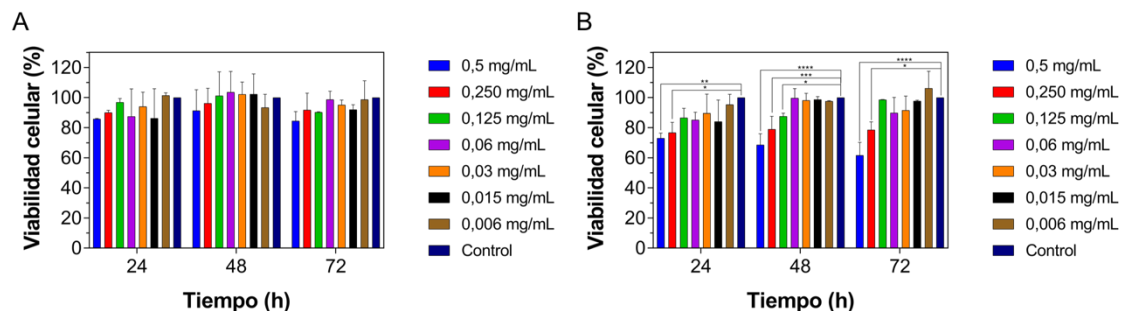 A
Viabilidad celular (%)
120
100
80
60
40
20
0
24
48
72
Tiempo (h)
0,5 mg/mL
0,250 mg/mL
0,125 mg/mL
0,06 mg/mL
0,03 mg/mL
0,015 mg/mL
0,006 mg/mL
Control
B
Viabilidad celular (%)
120
100
80
60
40
20
0
**
*
****
***
*
****
*
24
48
72
Tiempo (h)
0,5 mg/mL
0,250 mg/mL
0,125 mg/mL
0,06 mg/mL
0,03 mg/mL
0,015 mg/mL
0,006 mg/mL
Control